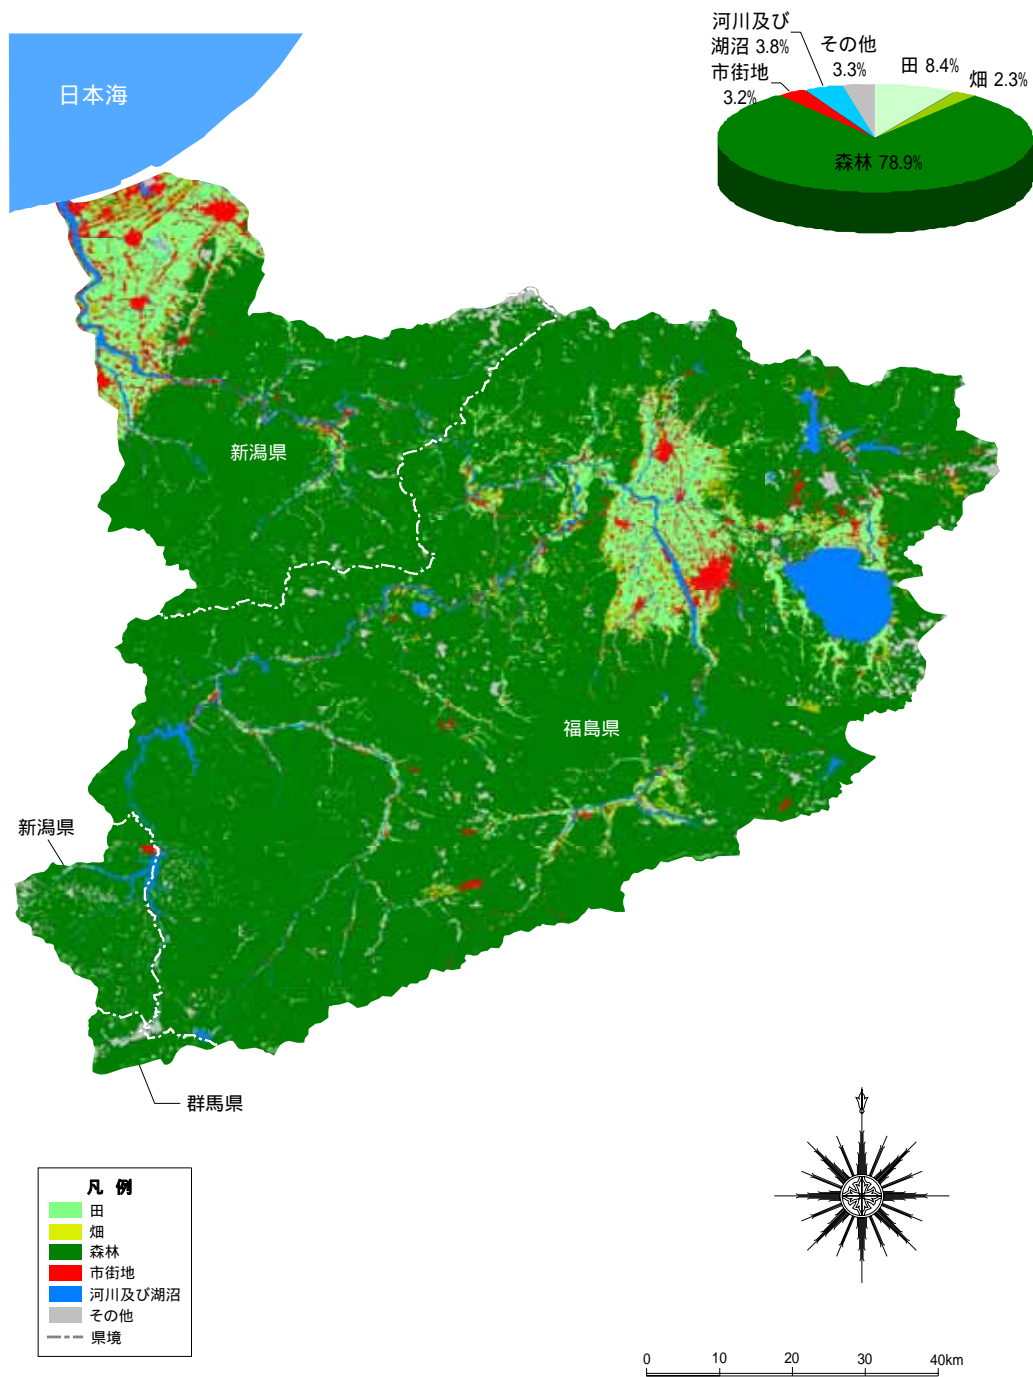 河川及び
湖沼 3.8%
その他
3.3%
市街地
3.2%
田 8.4%
畑 2.3%
森林 78.9%
日本海
新潟県
福島県
新潟県
群馬県
凡 例
田
畑
森林
市街地
河川及び湖沼
その他
県境
0 10 20 30 40km